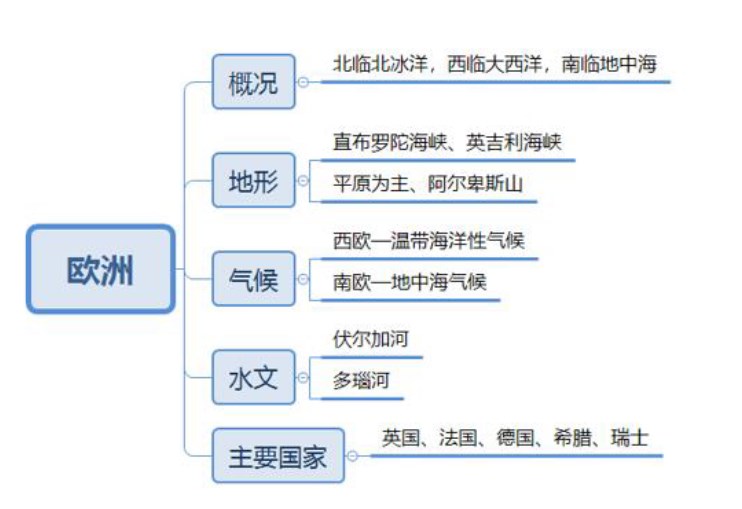 欧洲
概况
北临北冰洋，西临大西洋，南临地中海
地形
直布罗陀海峡、英吉利海峡
平原为主、阿尔卑斯山
气候
西欧—温带海洋性气候
南欧—地中海气候
水文
伏尔加河
多瑙河
主要国家
英国、法国、德国、希腊、瑞士